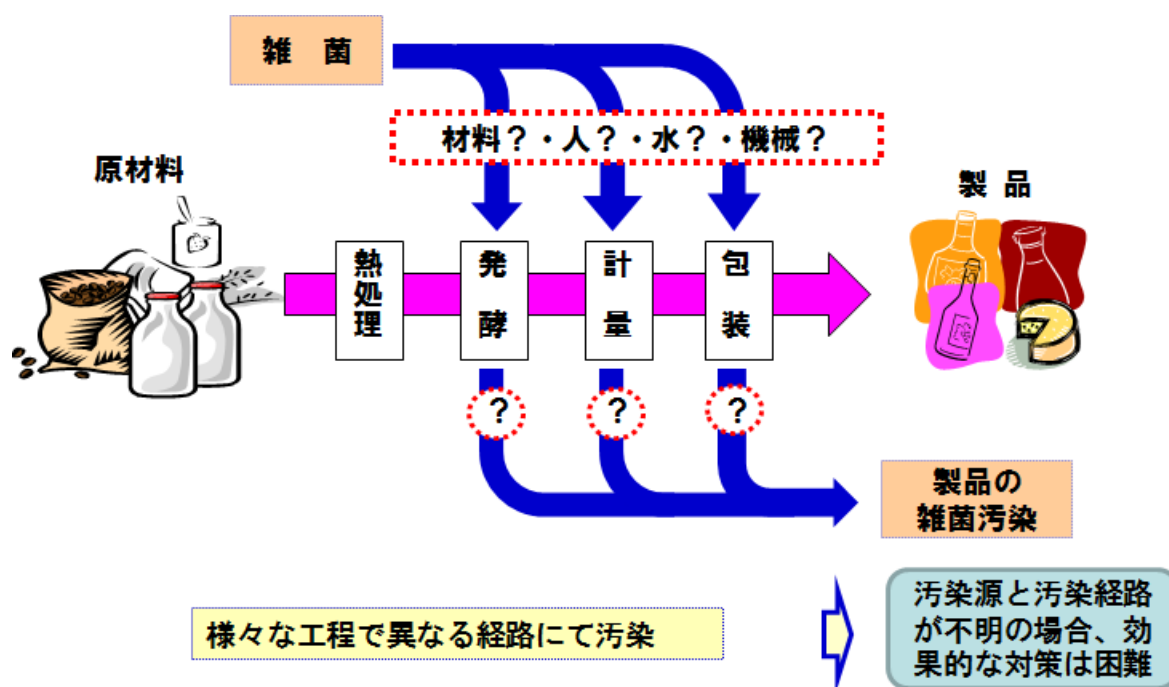 雑 菌
材料？・人？・水？・機械？
原材料
製 品
熱処理
発酵
計量
包装
？
？
？
製品の
雑菌汚染
様々な工程で異なる経路にて汚染
汚染源と汚染経路
が不明の場合、効
果的な対策は困難